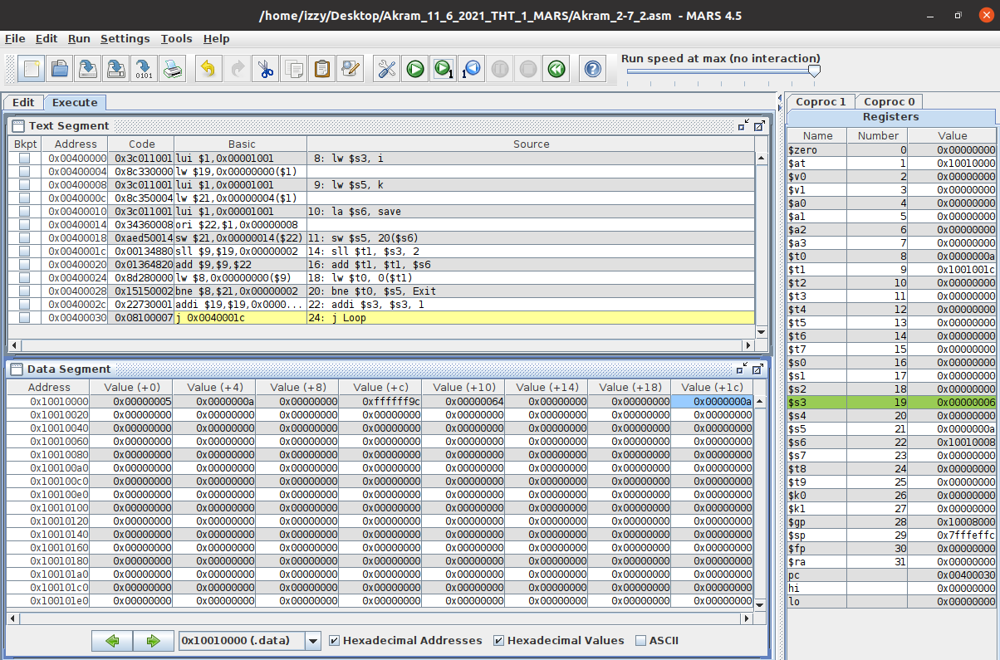 /home/izzy/Desktop/Akram_11_6_2021_THT_1_MARS/Akram_2-7_2.asm - MARS 4.5
File Edit Run Settings Tools Help
0101 1 1 Run speed at max (no interaction)
Edit Execute
Text Segment
Bkpt Address Code Basic Source
0x00400000 0x3c011001 lui $1,0x00001001 8: lw $s3, i
0x00400004 0x8c330000 lw $19,0x00000000($1)
0x00400008 0x3c011001 lui $1,0x00001001 9: lw $s5, k
0x0040000c 0x8c350004 lw $21,0x00000004($1)
0x00400010 0x3c011001 lui $1,0x00001001 10: la $s6, save
0x00400014 0x34360008 ori $22,$1,0x00000008
0x00400018 0xaed50014 sw $21,0x00000014($22) 11: sw $s5, 20($s6)
0x0040001c 0x00134880 sll $9,$19,0x00000002 14: sll $t1, $s3, 2
0x00400020 0x01364820 add $9,$9,$22 16: add $t1, $t1, $s6
0x00400024 0x8d280000 lw $8,0x00000000($9) 18: lw $t0, 0($t1)
0x00400028 0x15150002 bne $8,$21,0x00000002 20: bne $t0, $s5, Exit
0x0040002c 0x22730001 addi $19,$19,0x0000... 22: addi $s3, $s3, 1
0x00400030 0x08100007 j 0x0040001c 24: j Loop
Data Segment
Address Value (+0) Value (+4) Value (+8) Value (+c) Value (+10) Value (+14) Value (+18) Value (+1c)
0x10010000 0x00000005 0x0000000a 0x00000000 0xffffff9c 0x00000064 0x00000000 0x00000000 0x0000000a
0x10010020 0x00000000 0x00000000 0x00000000 0x00000000 0x00000000 0x00000000 0x00000000 0x00000000
0x10010040 0x00000000 0x00000000 0x00000000 0x00000000 0x00000000 0x00000000 0x00000000 0x00000000
0x10010060 0x00000000 0x00000000 0x00000000 0x00000000 0x00000000 0x00000000 0x00000000 0x00000000
0x10010080 0x00000000 0x00000000 0x00000000 0x00000000 0x00000000 0x00000000 0x00000000 0x00000000
0x100100a0 0x00000000 0x00000000 0x00000000 0x00000000 0x00000000 0x00000000 0x00000000 0x00000000
0x100100c0 0x00000000 0x00000000 0x00000000 0x00000000 0x00000000 0x00000000 0x00000000 0x00000000
0x100100e0 0x00000000 0x00000000 0x00000000 0x00000000 0x00000000 0x00000000 0x00000000 0x00000000
0x10010100 0x00000000 0x00000000 0x00000000 0x00000000 0x00000000 0x00000000 0x00000000 0x00000000
0x10010120 0x00000000 0x00000000 0x00000000 0x00000000 0x00000000 0x00000000 0x00000000 0x00000000
0x10010140 0x00000000 0x00000000 0x00000000 0x00000000 0x00000000 0x00000000 0x00000000 0x00000000
0x10010160 0x00000000 0x00000000 0x00000000 0x00000000 0x00000000 0x00000000 0x00000000 0x00000000
0x10010180 0x00000000 0x00000000 0x00000000 0x00000000 0x00000000 0x00000000 0x00000000 0x00000000
0x100101a0 0x00000000 0x00000000 0x00000000 0x00000000 0x00000000 0x00000000 0x00000000 0x00000000
0x100101c0 0x00000000 0x00000000 0x00000000 0x00000000 0x00000000 0x00000000 0x00000000 0x00000000
0x100101e0 0x00000000 0x00000000 0x00000000 0x00000000 0x00000000 0x00000000 0x00000000 0x00000000
0x10010000 (.data) Hexadecimal Addresses Hexadecimal Values ASCII
Coproc 1 Coproc 0
Registers
Name Number Value
$zero 0 0x00000000
$at 1 0x10010000
$v0 2 0x00000000
$v1 3 0x00000000
$a0 4 0x00000000
$a1 5 0x00000000
$a2 6 0x00000000
$a3 7 0x00000000
$t0 8 0x0000000a
$t1 9 0x1001001c
$t2 10 0x00000000
$t3 11 0x00000000
$t4 12 0x00000000
$t5 13 0x00000000
$t6 14 0x00000000
$t7 15 0x00000000
$s0 16 0x00000000
$s1 17 0x00000000
$s2 18 0x00000000
$s3 19 0x00000006
$s4 20 0x00000000
$s5 21 0x0000000a
$s6 22 0x10010008
$s7 23 0x00000000
$t8 24 0x00000000
$t9 25 0x00000000
$k0 26 0x00000000
$k1 27 0x00000000
$gp 28 0x10008000
$sp 29 0x7fffeffc
$fp 30 0x00000000
$ra 31 0x00000000
pc 0x00400030
hi 0x00000000
lo 0x00000000